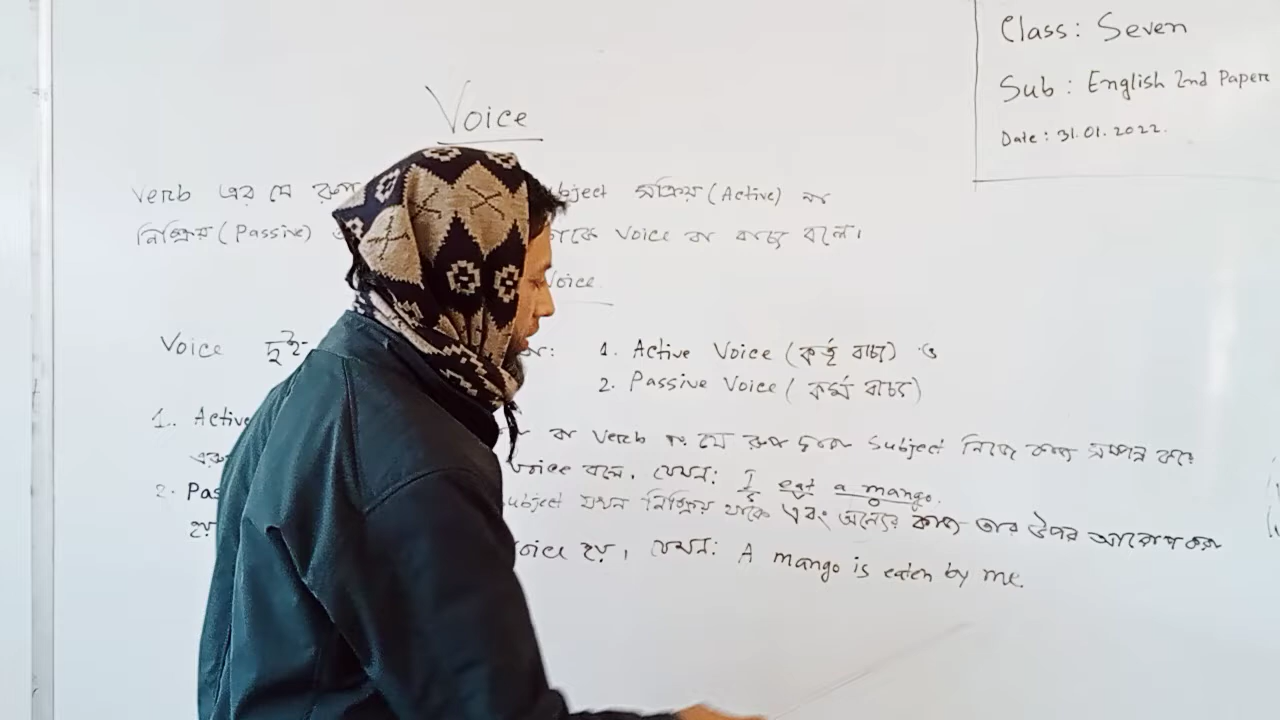 Class: Seven
Sub: English 2nd Paper
Date: 31.01.2022.
Voice
Verb এর যে রূপ Subject সক্রিয় (Active) না
নিষ্ক্রিয় (Passive) তাকে Voice বা বাচ্য বলে।
Voice
Voice দুই 1. Active Voice (কর্তৃ বাচ্য) ও
2. Passive Voice (কর্ম বাচ্য)
1. Active বা Verb এর যে রূপ দ্বারা Subject নিজে কাজ সম্পন্ন করে
Voice বলে, যেমন: I eat a mango.
S V O
2. Pas Subject যখন নিষ্ক্রিয় থাকে এবং অন্যের কাজ তার উপর আরোপ করা
হয় Voice হয়, যেমন: A mango is eaten by me.